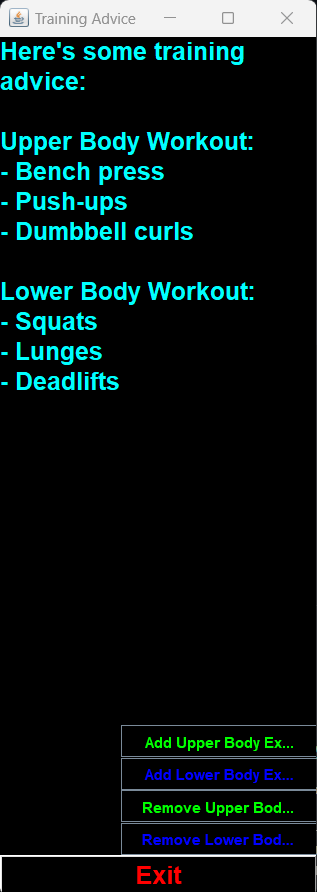 Training Advice
Here's some training
advice:
Upper Body Workout:
- Bench press
- Push-ups
- Dumbbell curls
Lower Body Workout:
- Squats
- Lunges
- Deadlifts
Add Upper Body Ex...
Add Lower Body Ex...
Remove Upper Bod...
Remove Lower Bod...
Exit